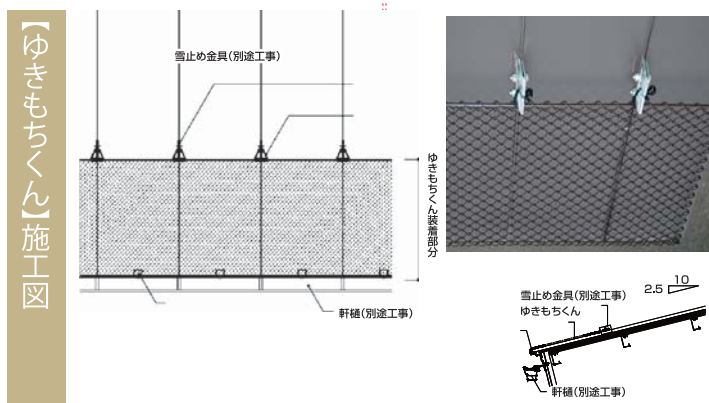 【ゆきもちくん】施工図
雪止め金具(別途工事)
ゆきもちくん装着部分
軒樋(別途工事)
10
2.5
雪止め金具(別途工事)
ゆきもちくん
軒樋(別途工事)